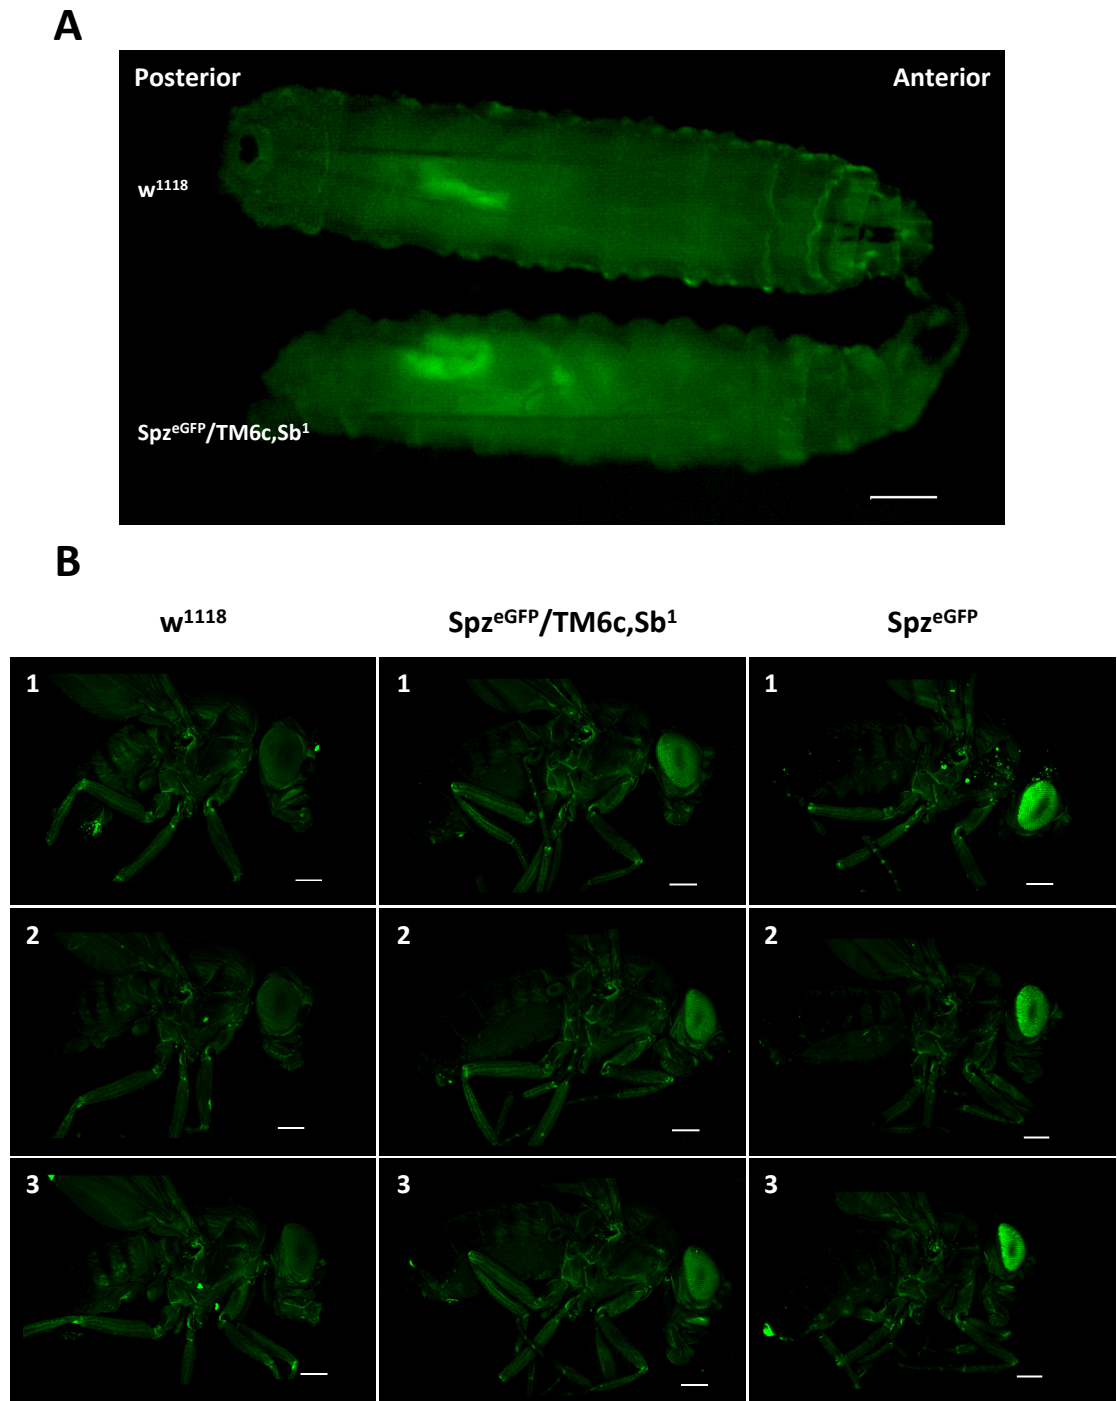 A
Posterior Anterior
w¹¹¹⁸
Spzᵉᴳᶠᴾ/TM6c,Sb¹
B
w¹¹¹⁸ Spzᵉᴳᶠᴾ/TM6c,Sb¹ Spzᵉᴳᶠᴾ
1 1 1
2 2 2
3 3 3